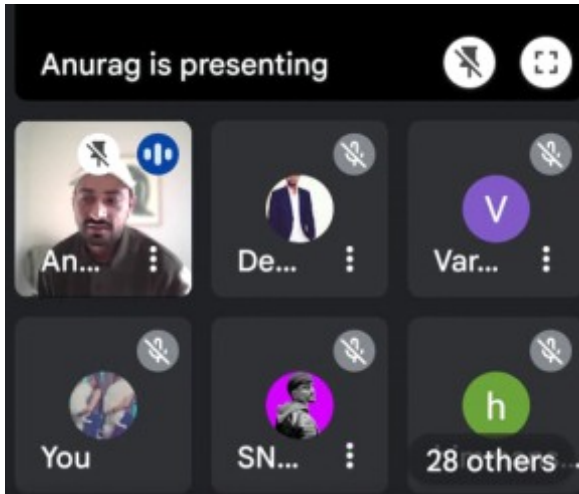 Anurag is presenting
An...
De...
V
Var...
You
SN...
h
28 others